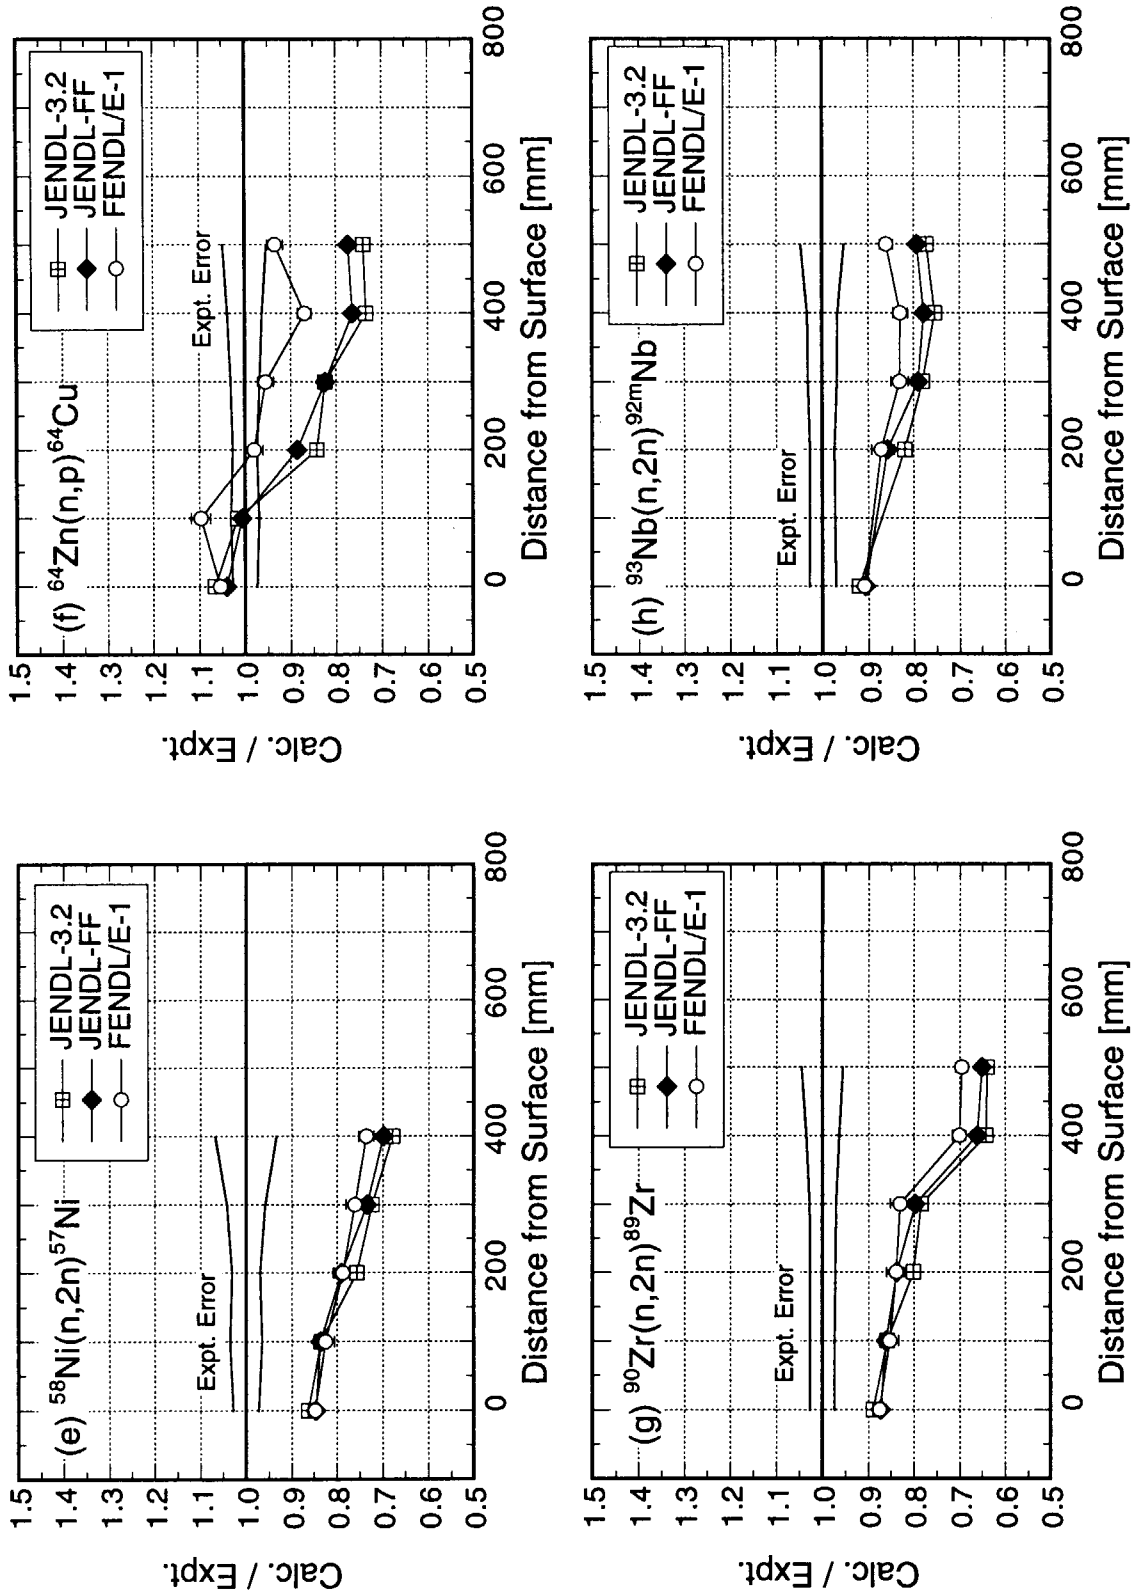 (e) ⁵⁸Ni(n,2n)⁵⁷Ni
JENDL-3.2
JENDL-FF
FENDL/E-1
Expt. Error
Calc. / Expt.
1.5
1.4
1.3
1.2
1.1
1.0
0.9
0.8
0.7
0.6
0.5
0 200 400 600 800
Distance from Surface [mm]
(f) ⁶⁴Zn(n,p)⁶⁴Cu
JENDL-3.2
JENDL-FF
FENDL/E-1
Expt. Error
Calc. / Expt.
1.5
1.4
1.3
1.2
1.1
1.0
0.9
0.8
0.7
0.6
0.5
0 200 400 600 800
Distance from Surface [mm]
(g) ⁹⁰Zr(n,2n)⁸⁹Zr
JENDL-3.2
JENDL-FF
FENDL/E-1
Expt. Error
Calc. / Expt.
1.5
1.4
1.3
1.2
1.1
1.0
0.9
0.8
0.7
0.6
0.5
0 200 400 600 800
Distance from Surface [mm]
(h) ⁹³Nb(n,2n)⁹²ᵐNb
JENDL-3.2
JENDL-FF
FENDL/E-1
Expt. Error
Calc. / Expt.
1.5
1.4
1.3
1.2
1.1
1.0
0.9
0.8
0.7
0.6
0.5
0 200 400 600 800
Distance from Surface [mm]